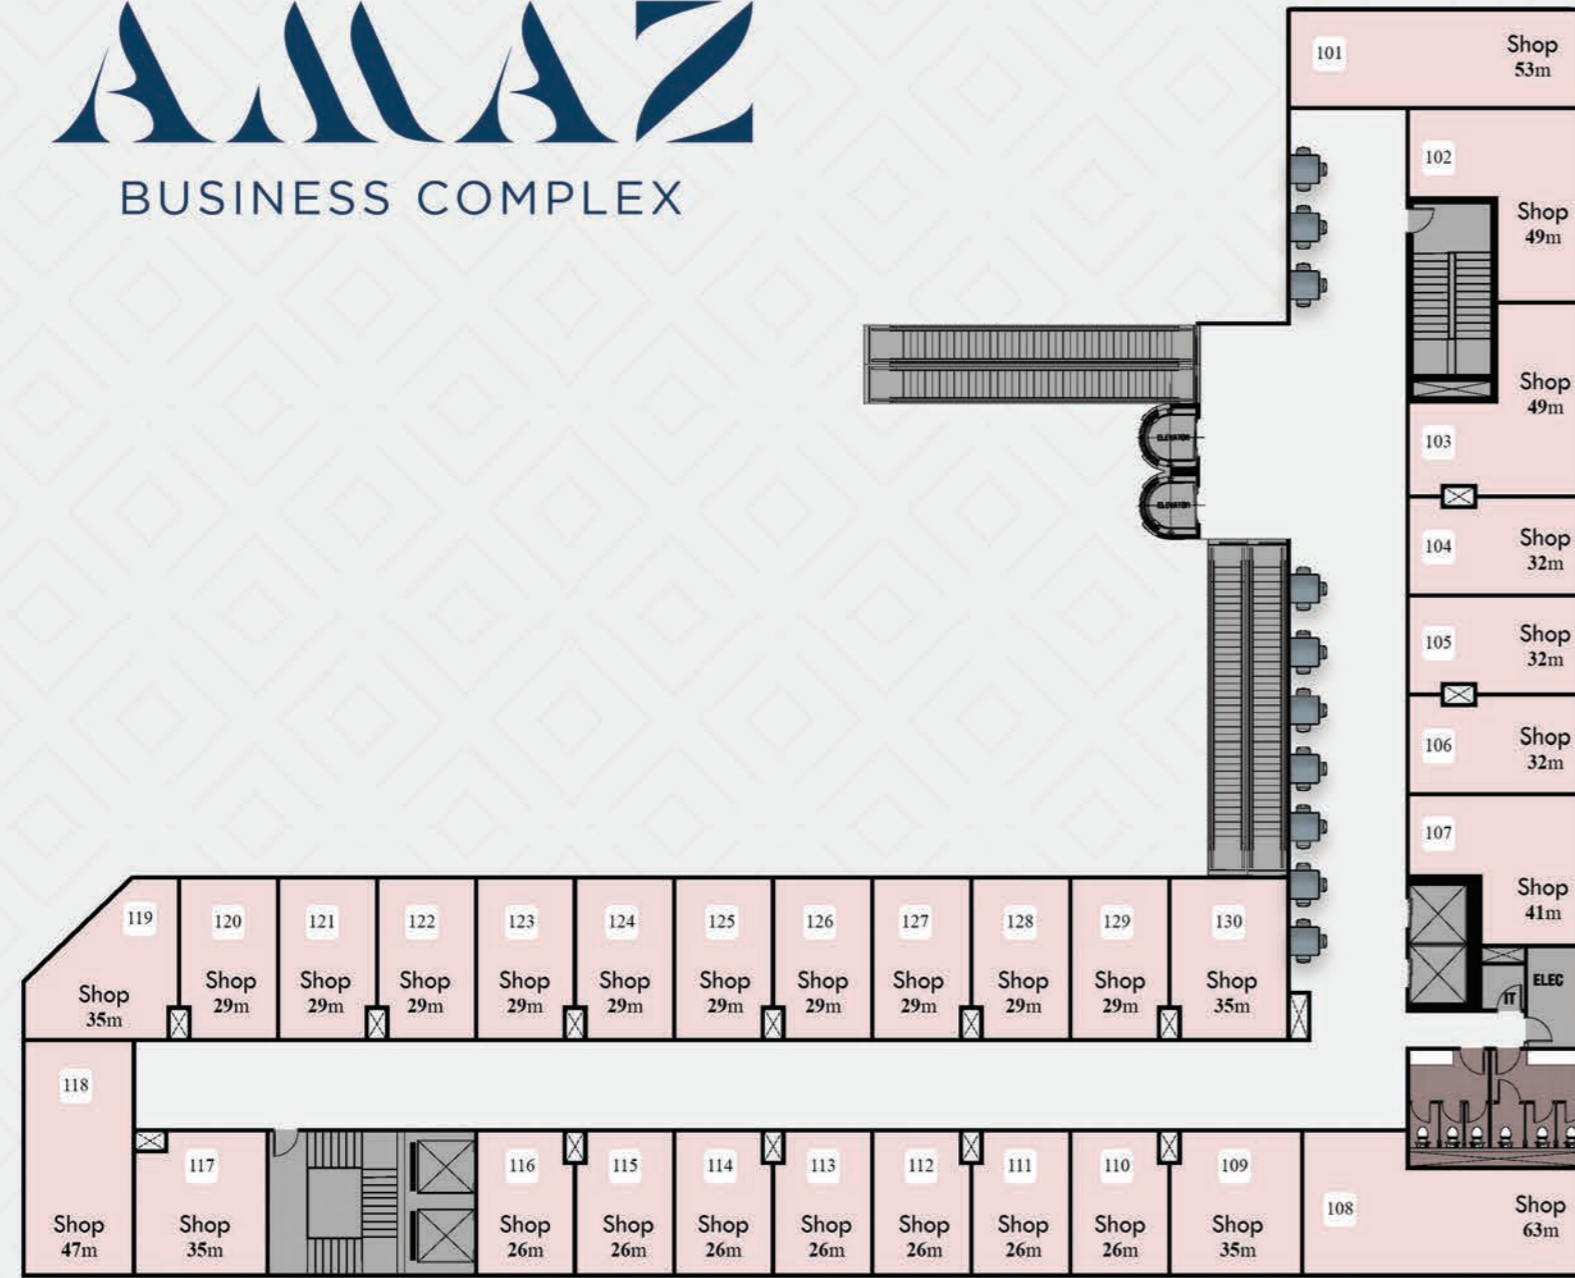 AMAZ
BUSINESS COMPLEX
101
Shop
53m
102
Shop
49m
Shop
49m
103
ELEVATOR
ELEVATOR
104
Shop
32m
105
Shop
32m
106
Shop
32m
107
Shop
41m
IT
ELEC
119
Shop
35m
120
Shop
29m
121
Shop
29m
122
Shop
29m
123
Shop
29m
124
Shop
29m
125
Shop
29m
126
Shop
29m
127
Shop
29m
128
Shop
29m
129
Shop
29m
130
Shop
35m
118
Shop
47m
117
Shop
35m
116
Shop
26m
115
Shop
26m
114
Shop
26m
113
Shop
26m
112
Shop
26m
111
Shop
26m
110
Shop
26m
109
Shop
35m
108
Shop
63m